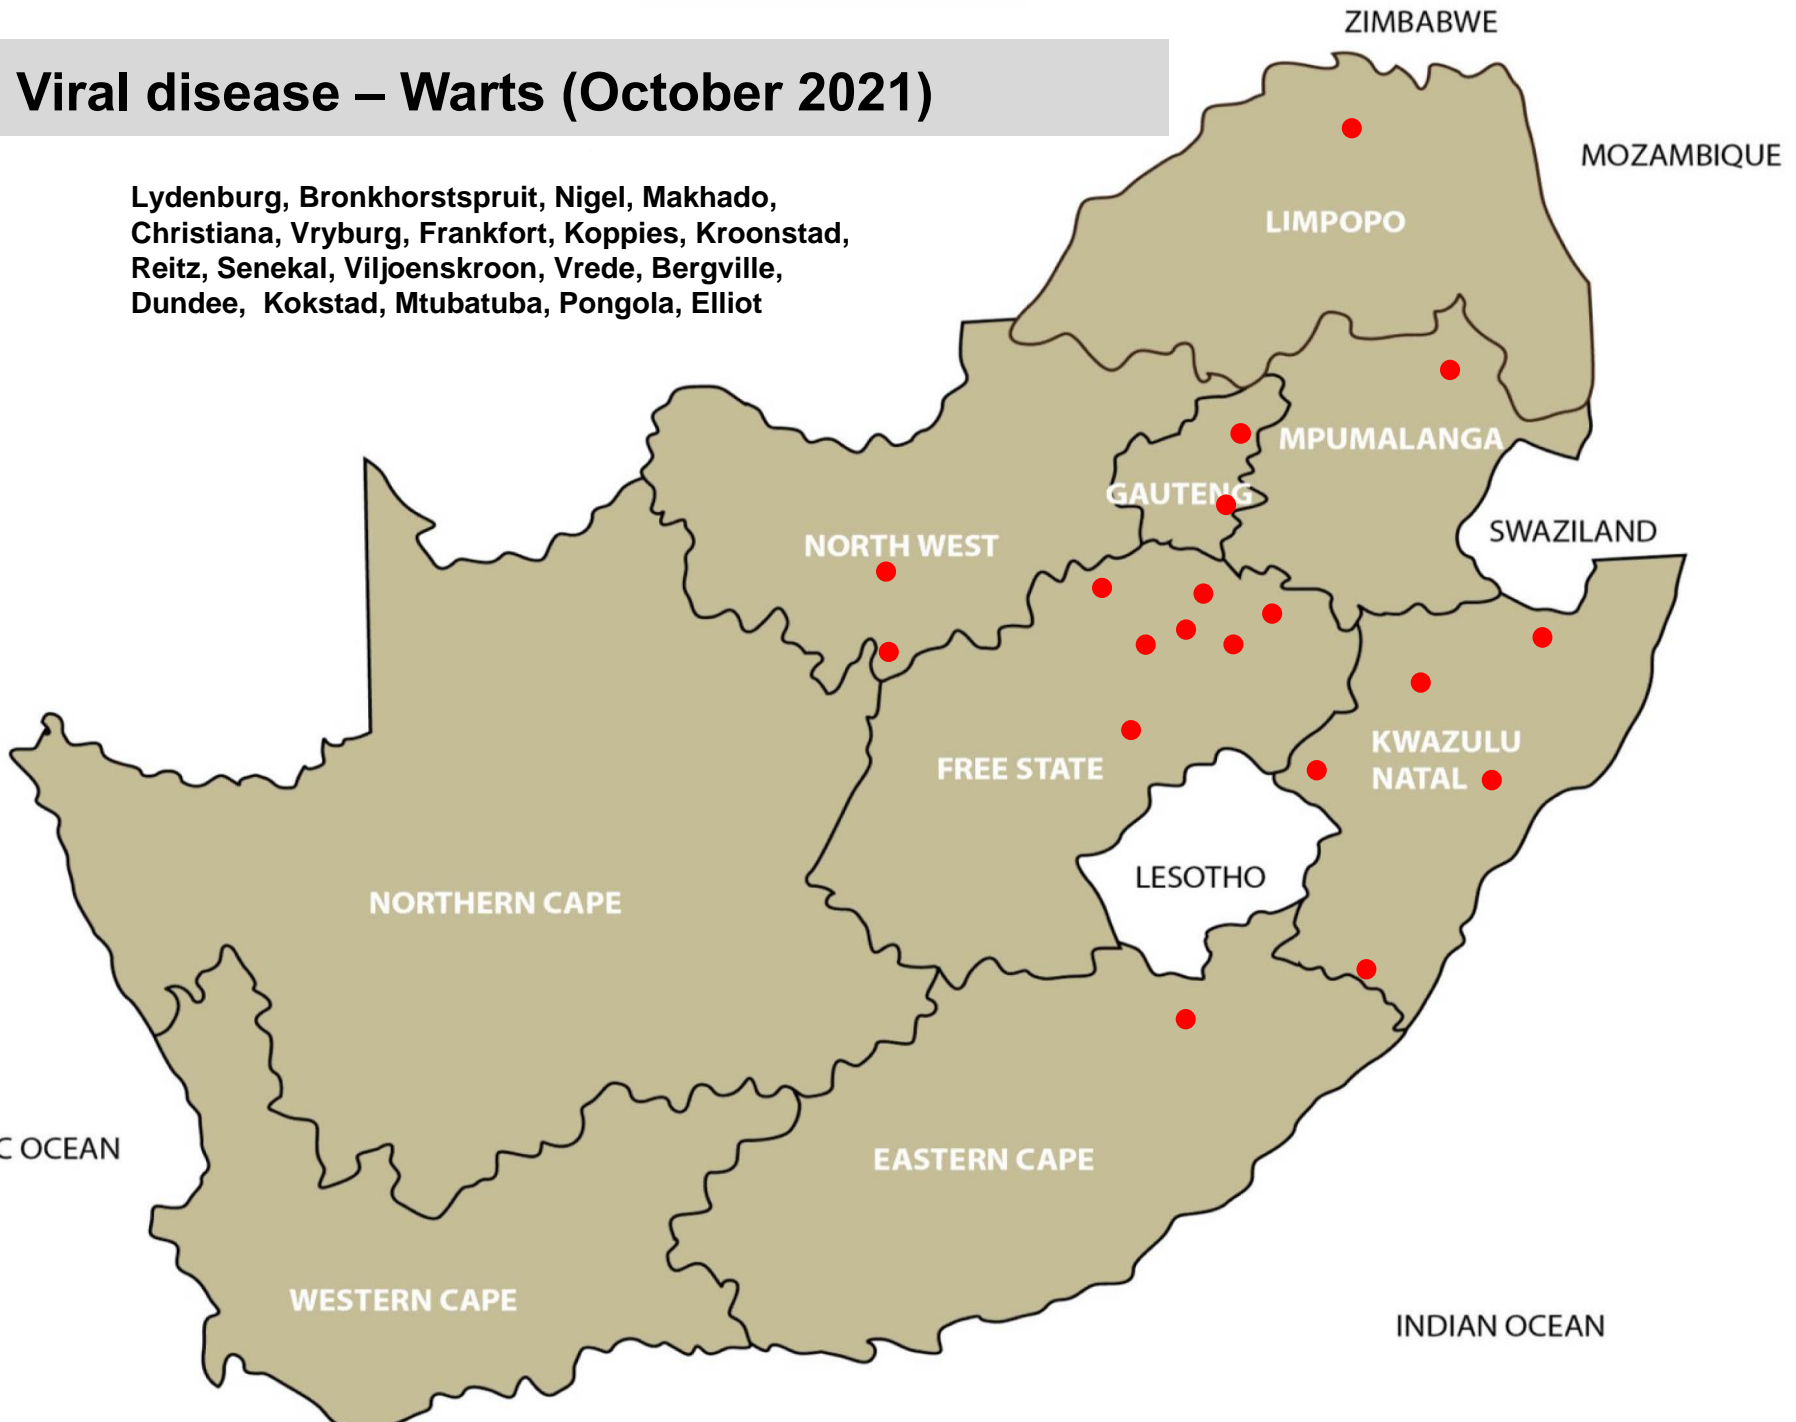 ZIMBABWE
Viral disease – Warts (October 2021)
MOZAMBIQUE
Lydenburg, Bronkhorstspruit, Nigel, Makhado,
Christiana, Vryburg, Frankfort, Koppies, Kroonstad,
Reitz, Senekal, Viljoenskroon, Vrede, Bergville,
Dundee,  Kokstad, Mtubatuba, Pongola, Elliot
LIMPOPO
MPUMALANGA
GAUTENG
SWAZILAND
NORTH WEST
KWAZULU
NATAL
FREE STATE
LESOTHO
NORTHERN CAPE
C OCEAN
EASTERN CAPE
WESTERN CAPE
INDIAN OCEAN